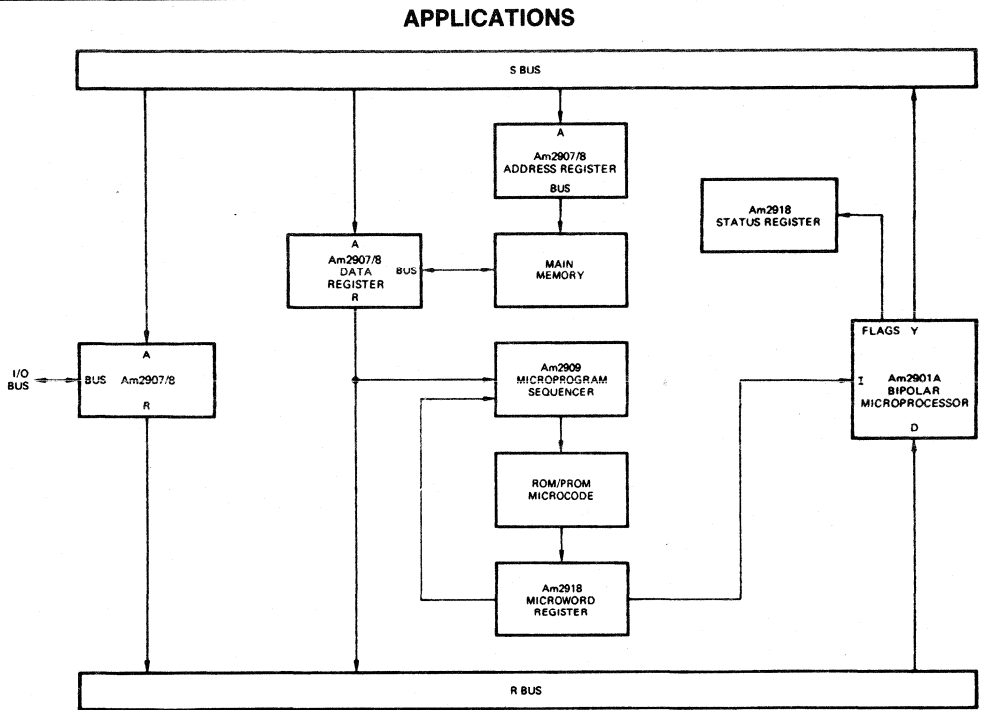 APPLICATIONS
S BUS
A
Am2907/8
ADDRESS REGISTER
BUS
Am2918
STATUS REGISTER
A
Am2907/8
DATA
REGISTER
BUS
R
MAIN
MEMORY
FLAGS Y
I
Am2901A
BIPOLAR
MICROPROCESSOR
D
I/O
BUS
A
BUS Am2907/8
R
Am2909
MICROPROGRAM
SEQUENCER
ROM/PROM
MICROCODE
Am2918
MICROWORD
REGISTER
R BUS